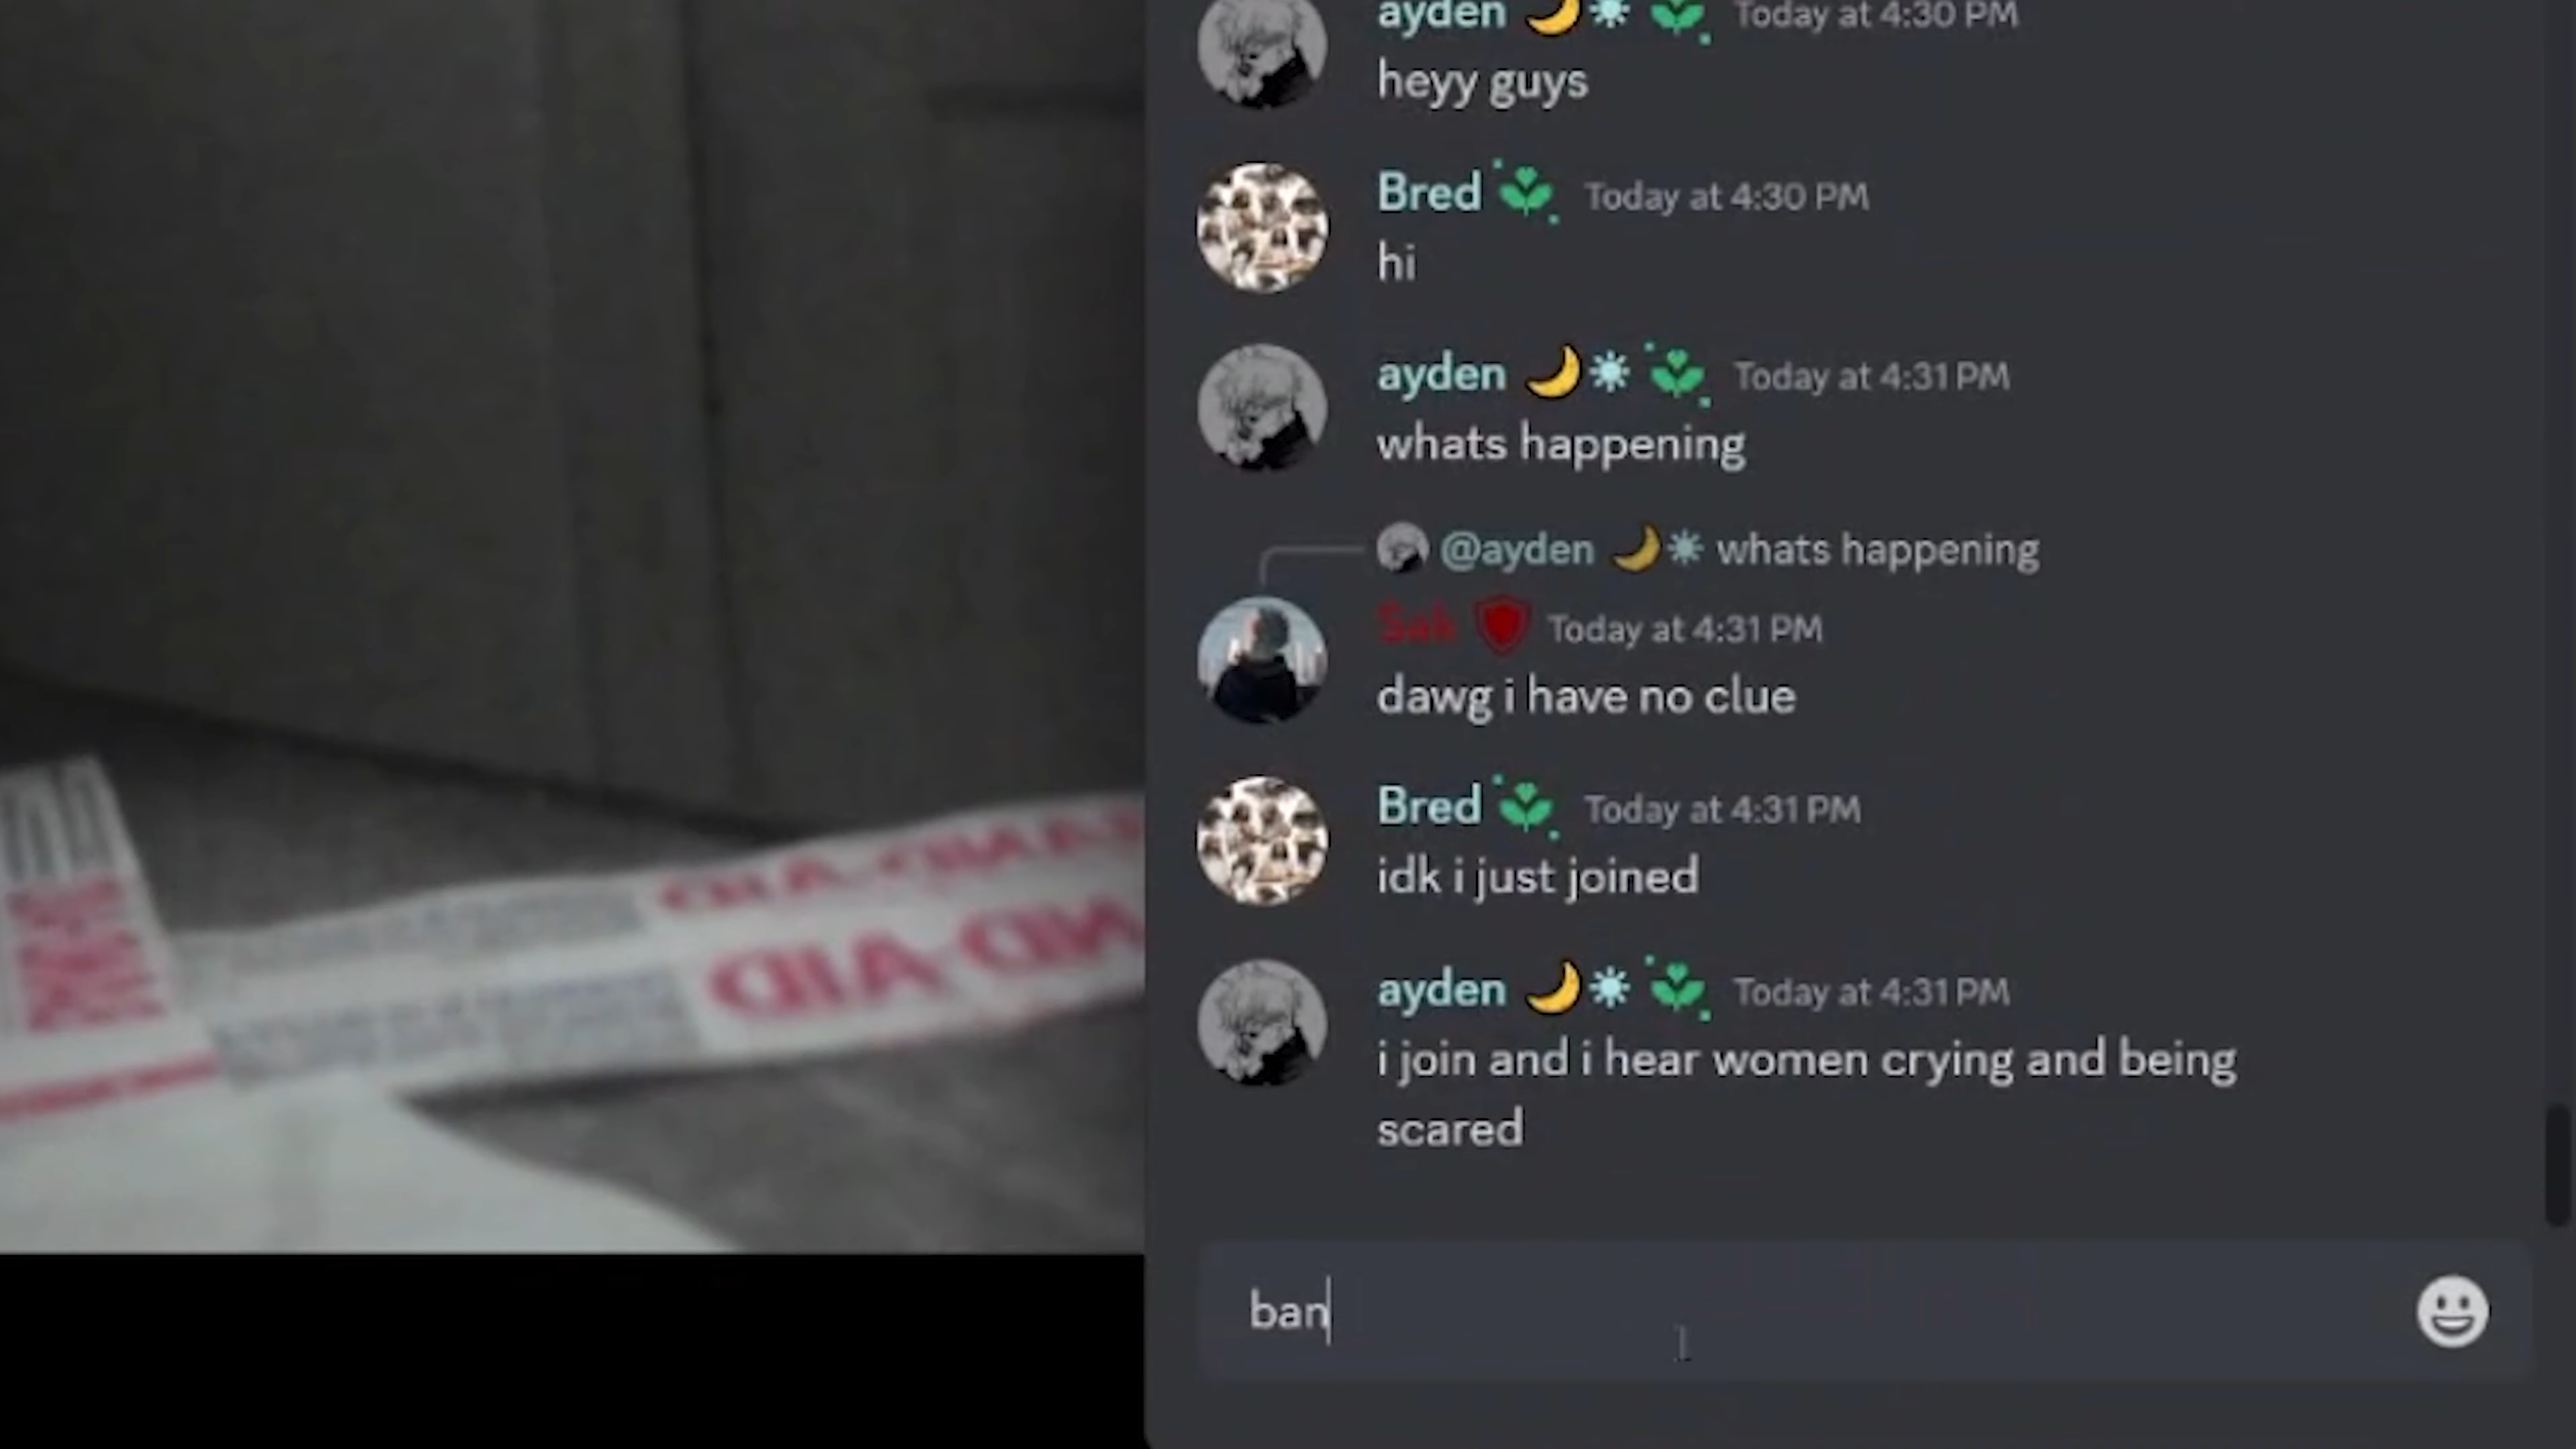 ayden Today at 4:30 PM
heyy guys
Bred Today at 4:30 PM
hi
ayden Today at 4:31 PM
whats happening
@ayden whats happening
Sak Today at 4:31 PM
dawg i have no clue
Bred Today at 4:31 PM
idk i just joined
ayden Today at 4:31 PM
i join and i hear women crying and being
scared
ban